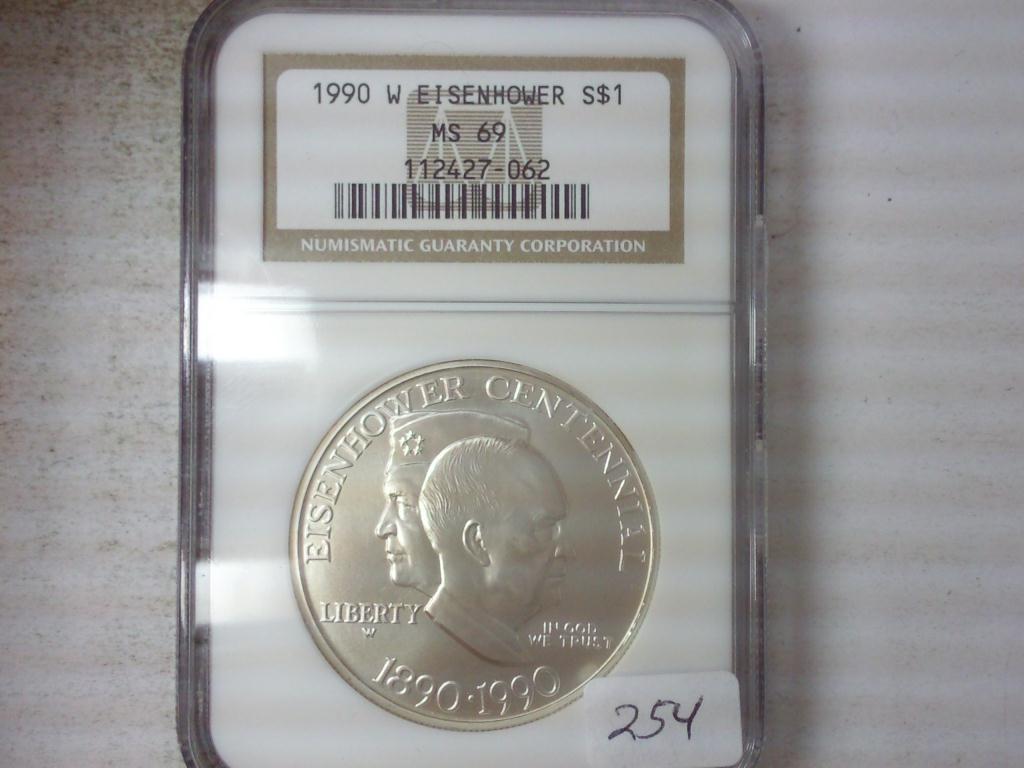 1990 W EISENHOWER S$1
MS 69
112427-062
NUMISMATIC GUARANTY CORPORATION
EISENHOWER CENTENNIAL
LIBERTY
W
IN GOD
WE TRUST
1890·1990
254